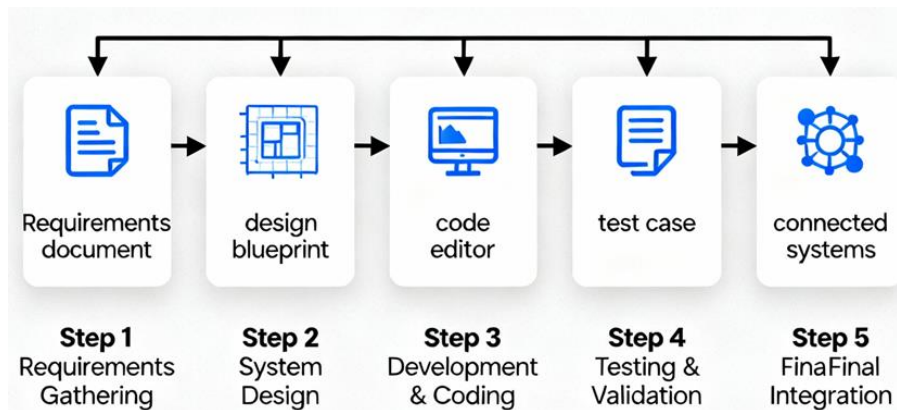 Requirements
document
design
blueprint
code
editor
test case
connected
systems
Step 1
Requirements
Gathering
Step 2
System
Design
Step 3
Development
& Coding
Step 4
Testing &
Validation
Step 5
FinaFinal
Integration